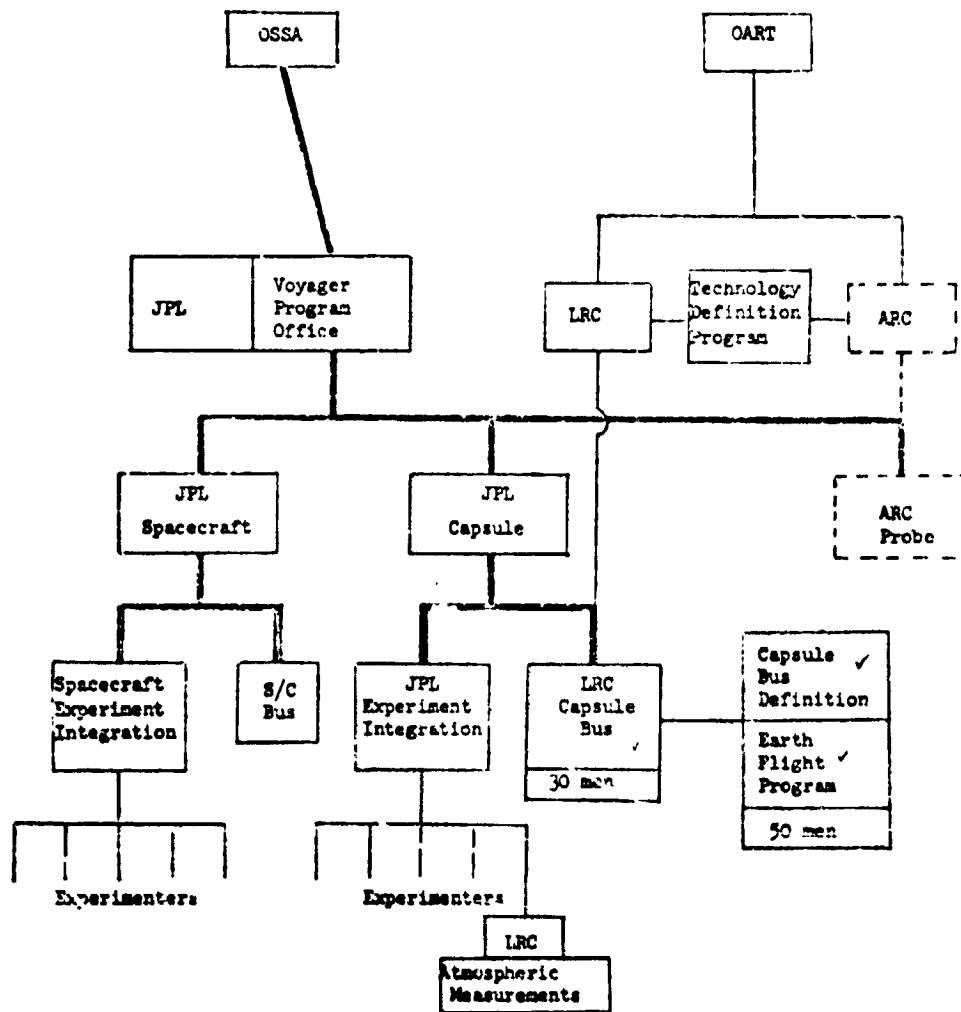 OSSA
OART
JPL
Voyager
Program
Office
LRC
Technology
Definition
Program
ARC
JPL
Spacecraft
JPL
Capsule
ARC
Probe
Spacecraft
Experiment
Integration
S/C
Bus
JPL
Experiment
Integration
LRC
Capsule
Bus ✓
30 men
Capsule ✓
Bus
Definition
Earth
Flight ✓
Program
50 men
Experimenters
Experimenters
LRC
Atmospheric
Measurements